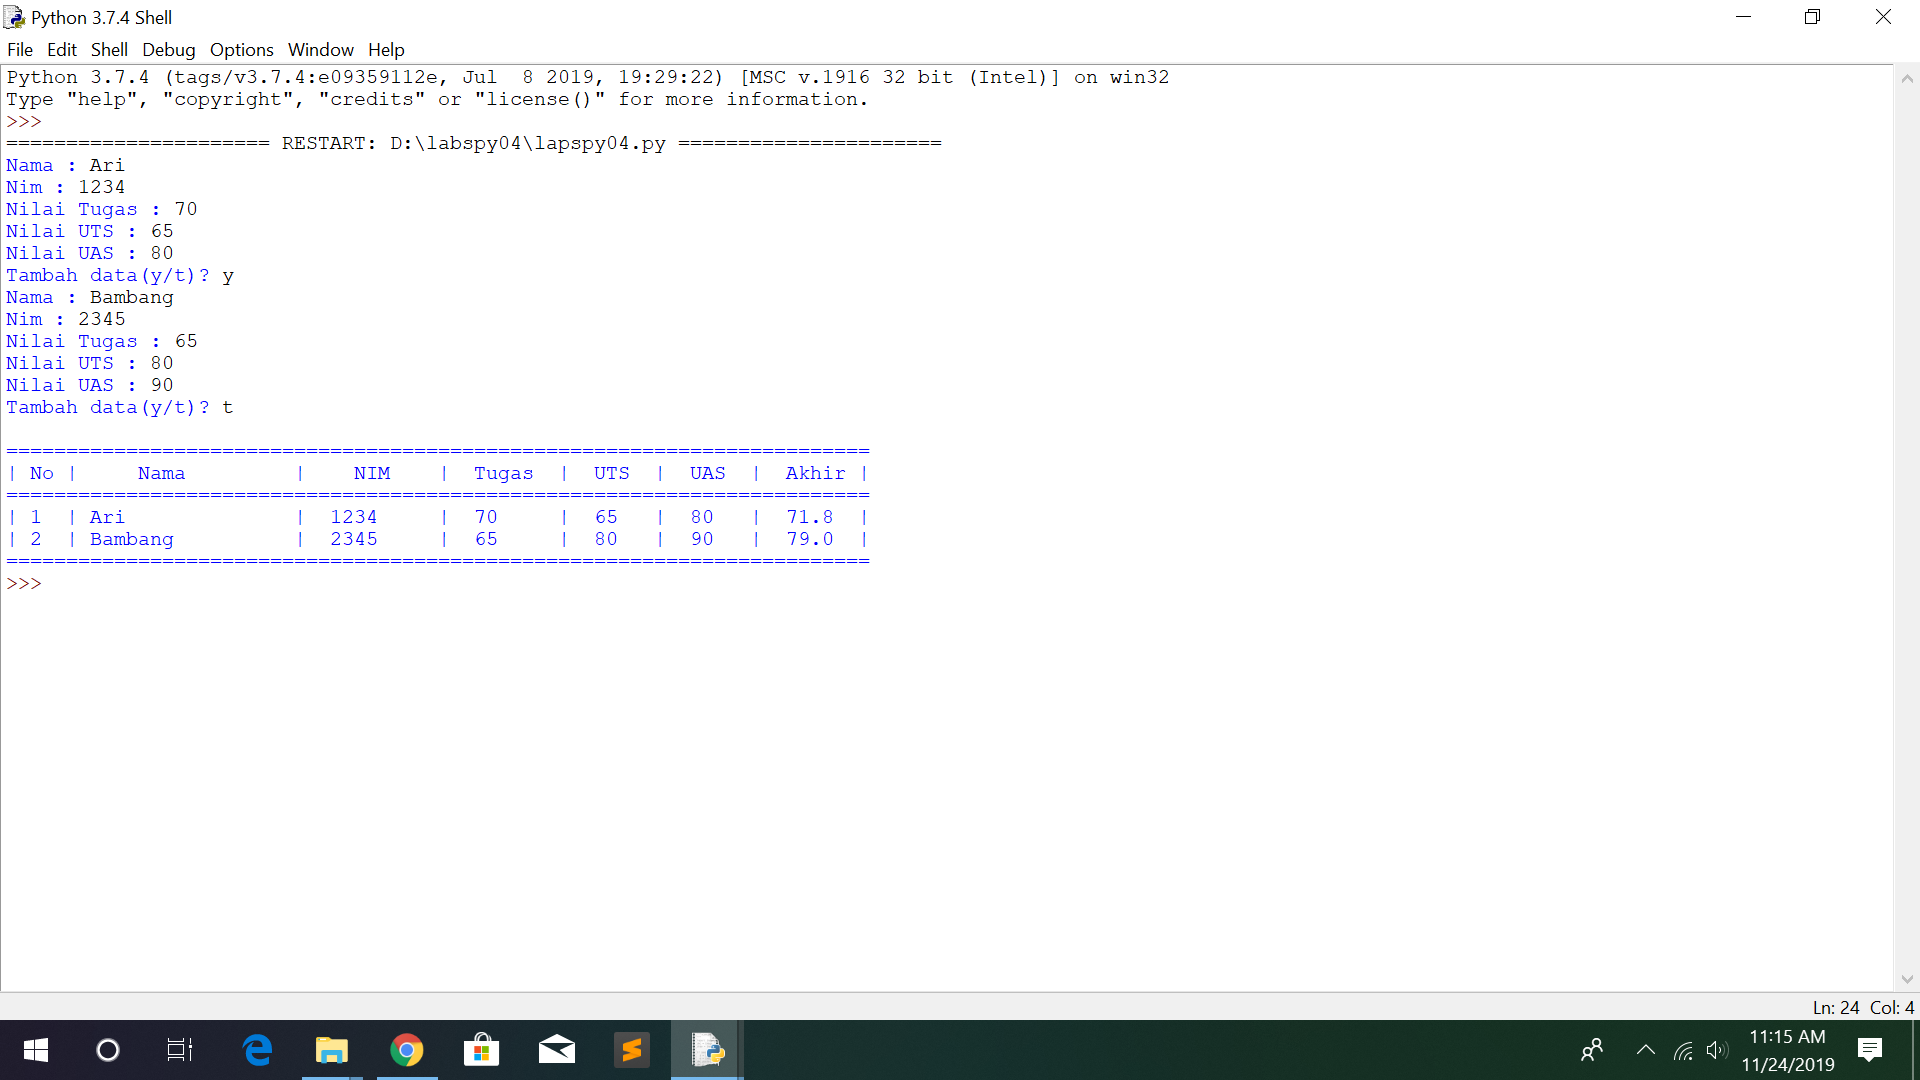 Python 3.7.4 Shell
File Edit Shell Debug Options Window Help
Python 3.7.4 (tags/v3.7.4:e09359112e, Jul  8 2019, 19:29:22) [MSC v.1916 32 bit (Intel)] on win32
Type "help", "copyright", "credits" or "license()" for more information.
>>>
====================== RESTART: D:\labspy04\lapspy04.py ======================
Nama : Ari
Nim : 1234
Nilai Tugas : 70
Nilai UTS : 65
Nilai UAS : 80
Tambah data(y/t)? y
Nama : Bambang
Nim : 2345
Nilai Tugas : 65
Nilai UTS : 80
Nilai UAS : 90
Tambah data(y/t)? t
========================================================================
| No |     Nama         |    NIM    |  Tugas  |  UTS  |  UAS  |  Akhir |
========================================================================
| 1  | Ari              |  1234     |  70     |  65   |  80   |  71.8  |
| 2  | Bambang          |  2345     |  65     |  80   |  90   |  79.0  |
========================================================================
>>>
Ln: 24 Col: 4
11:15 AM
11/24/2019